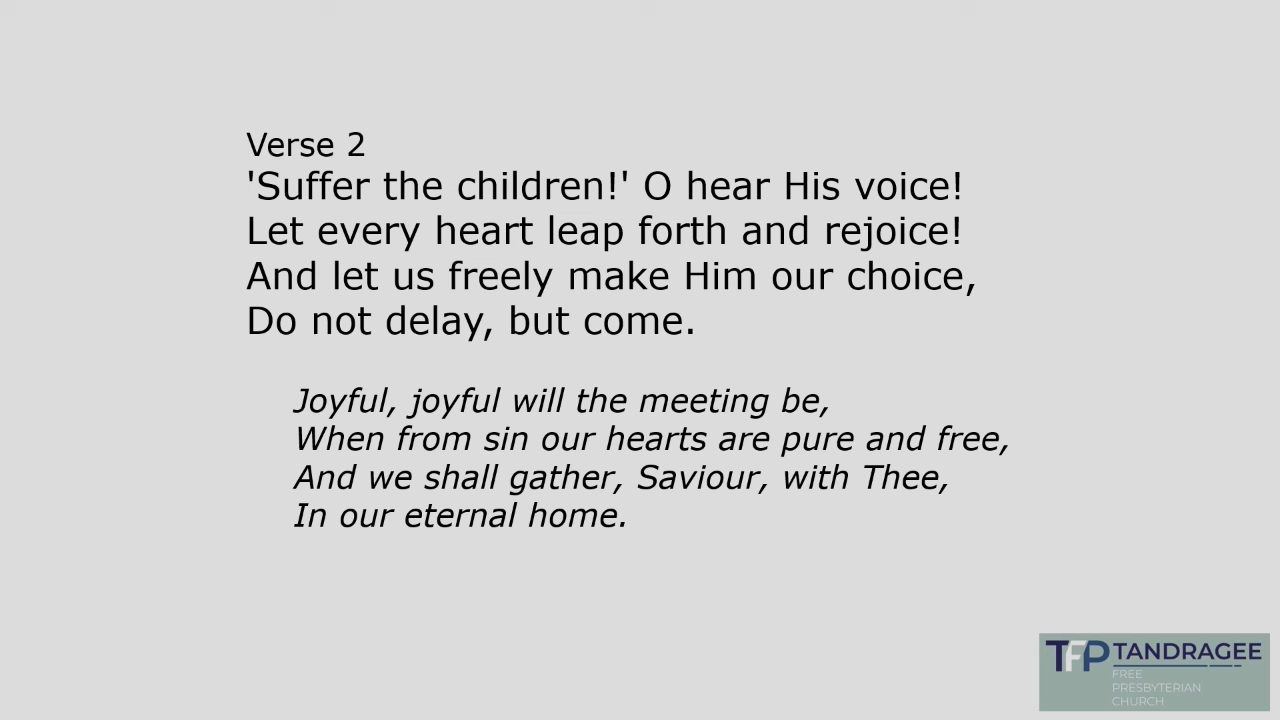 Verse 2
'Suffer the children!' O hear His voice!
Let every heart leap forth and rejoice!
And let us freely make Him our choice,
Do not delay, but come.
Joyful, joyful will the meeting be,
When from sin our hearts are pure and free,
And we shall gather, Saviour, with Thee,
In our eternal home.
TFP TANDRAGEE
FREE
PRESBYTERIAN
CHURCH